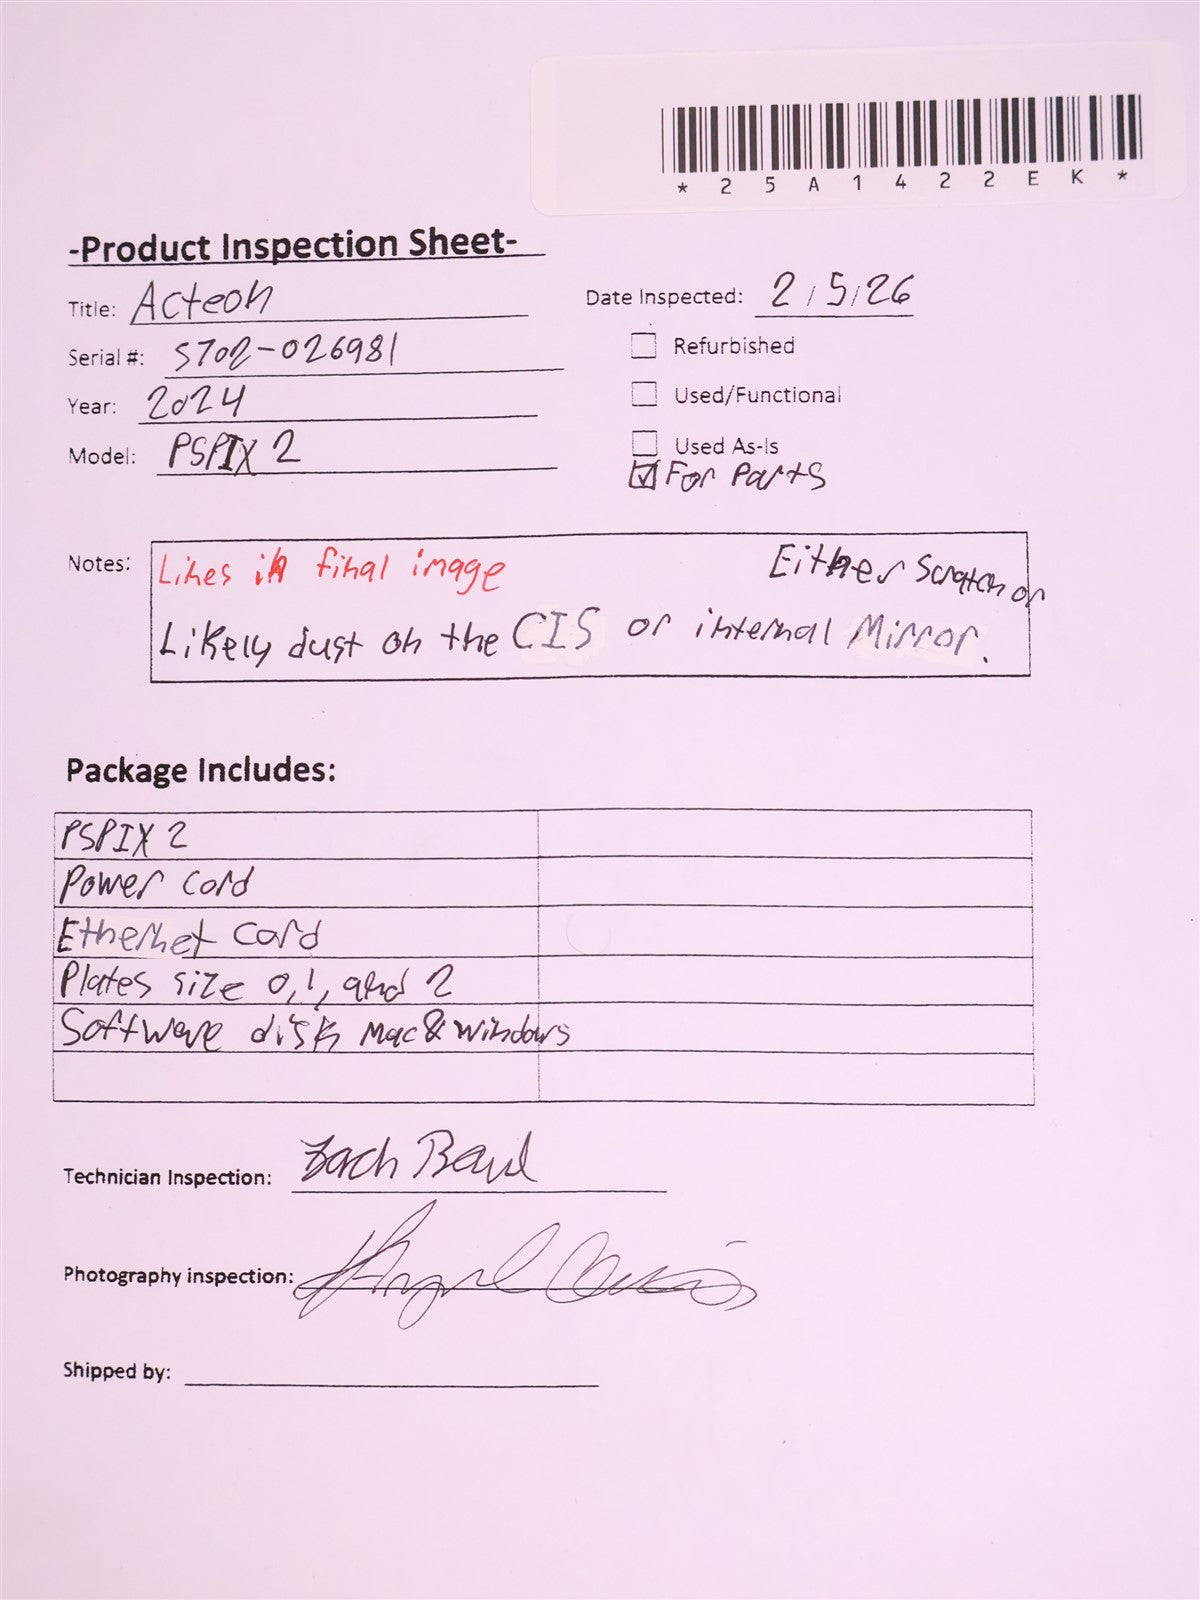 *25A1422EK*
-Product Inspection Sheet-
Title: Acteon
Date Inspected: 2/5/26
Serial #: S702-026981
Refurbished
Year: 2024
Used/Functional
Model: PSPIX 2
Used As-Is
For Parts
Notes: Lines in final image
Either Scratch or
Likely dust on the CIS or internal Mirror.
Package Includes:
PSPIX 2
Power Cord
Ethernet Cord
Plates size 0, 1, and 2
Software disk Mac & Windows
Technician Inspection: Zach
Photography inspection:
Shipped by: